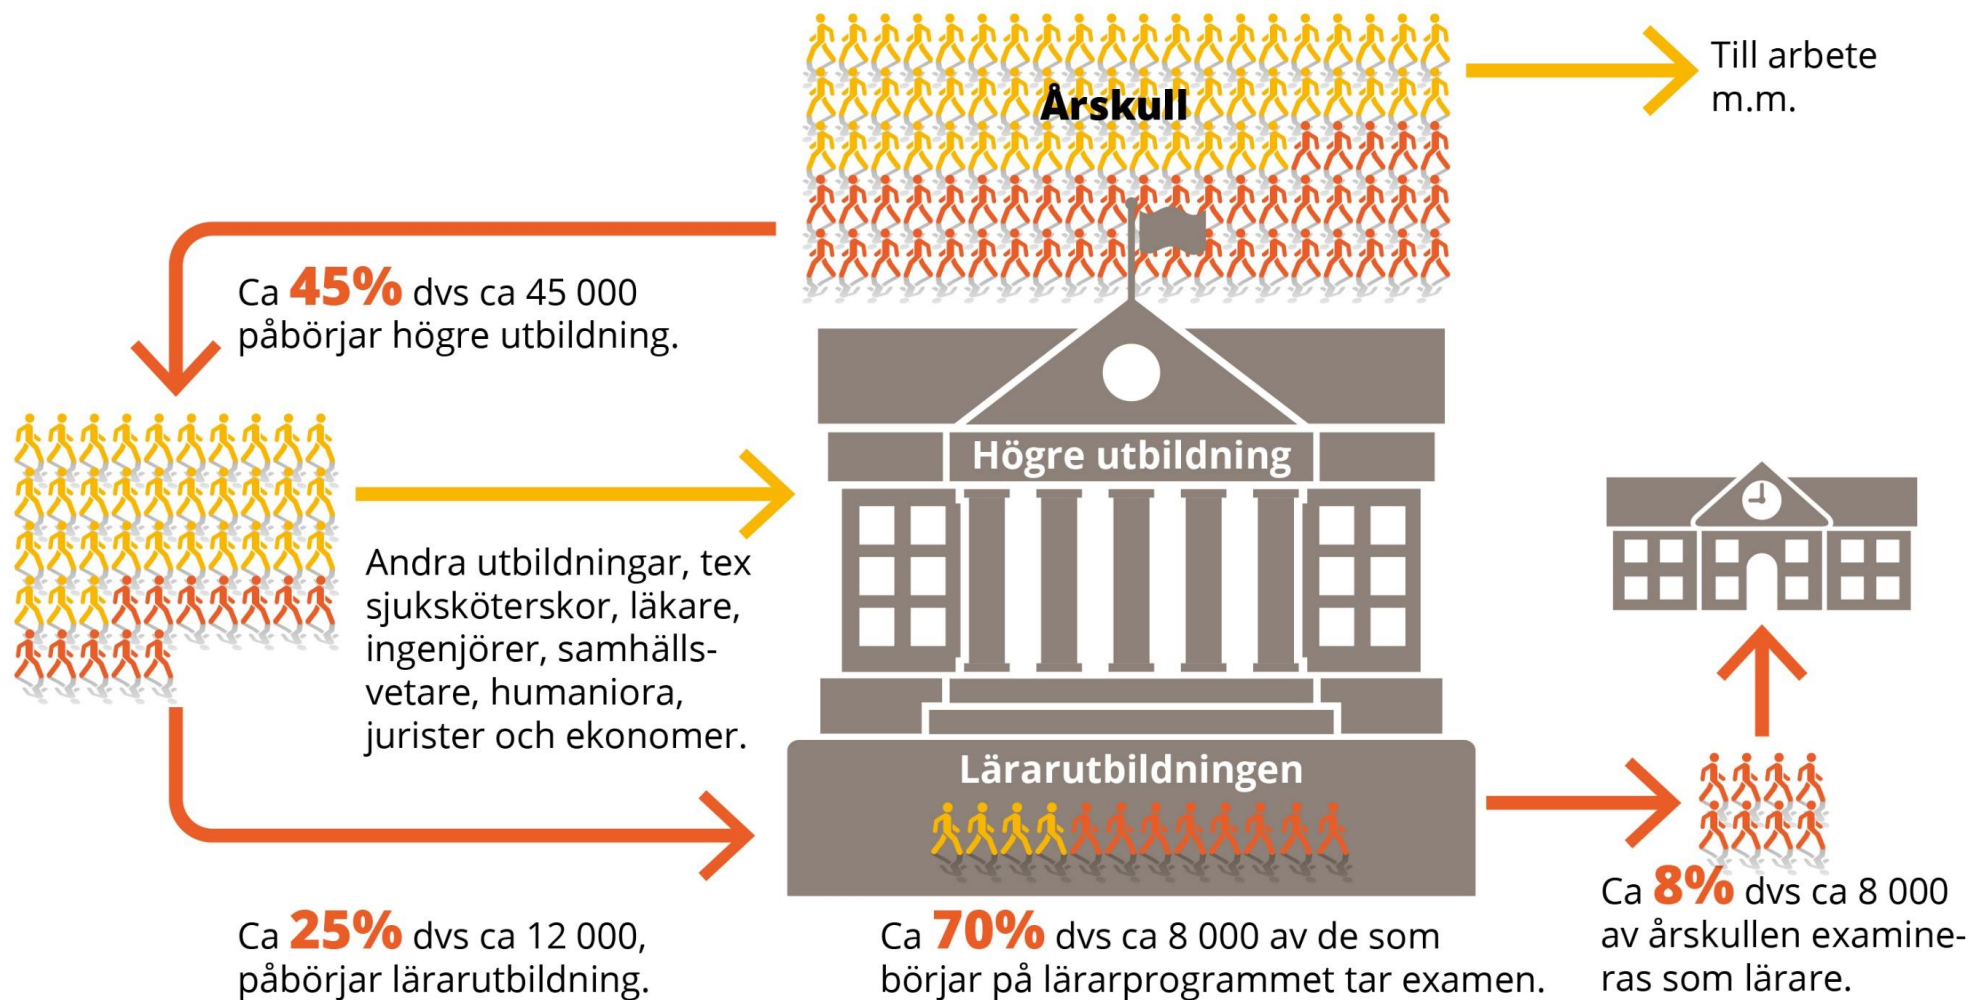 Årskull
Till arbete
m.m.
Ca 45% dvs ca 45 000
påbörjar högre utbildning.
Högre utbildning
Andra utbildningar, tex
sjuksköterskor, läkare,
ingenjörer, samhälls-
vetare, humaniora,
jurister och ekonomer.
Lärarutbildningen
Ca 25% dvs ca 12 000,
påbörjar lärarutbildning.
Ca 70% dvs ca 8 000 av de som
börjar på lärarprogrammet tar examen.
Ca 8% dvs ca 8 000
av årskullen examine-
ras som lärare.